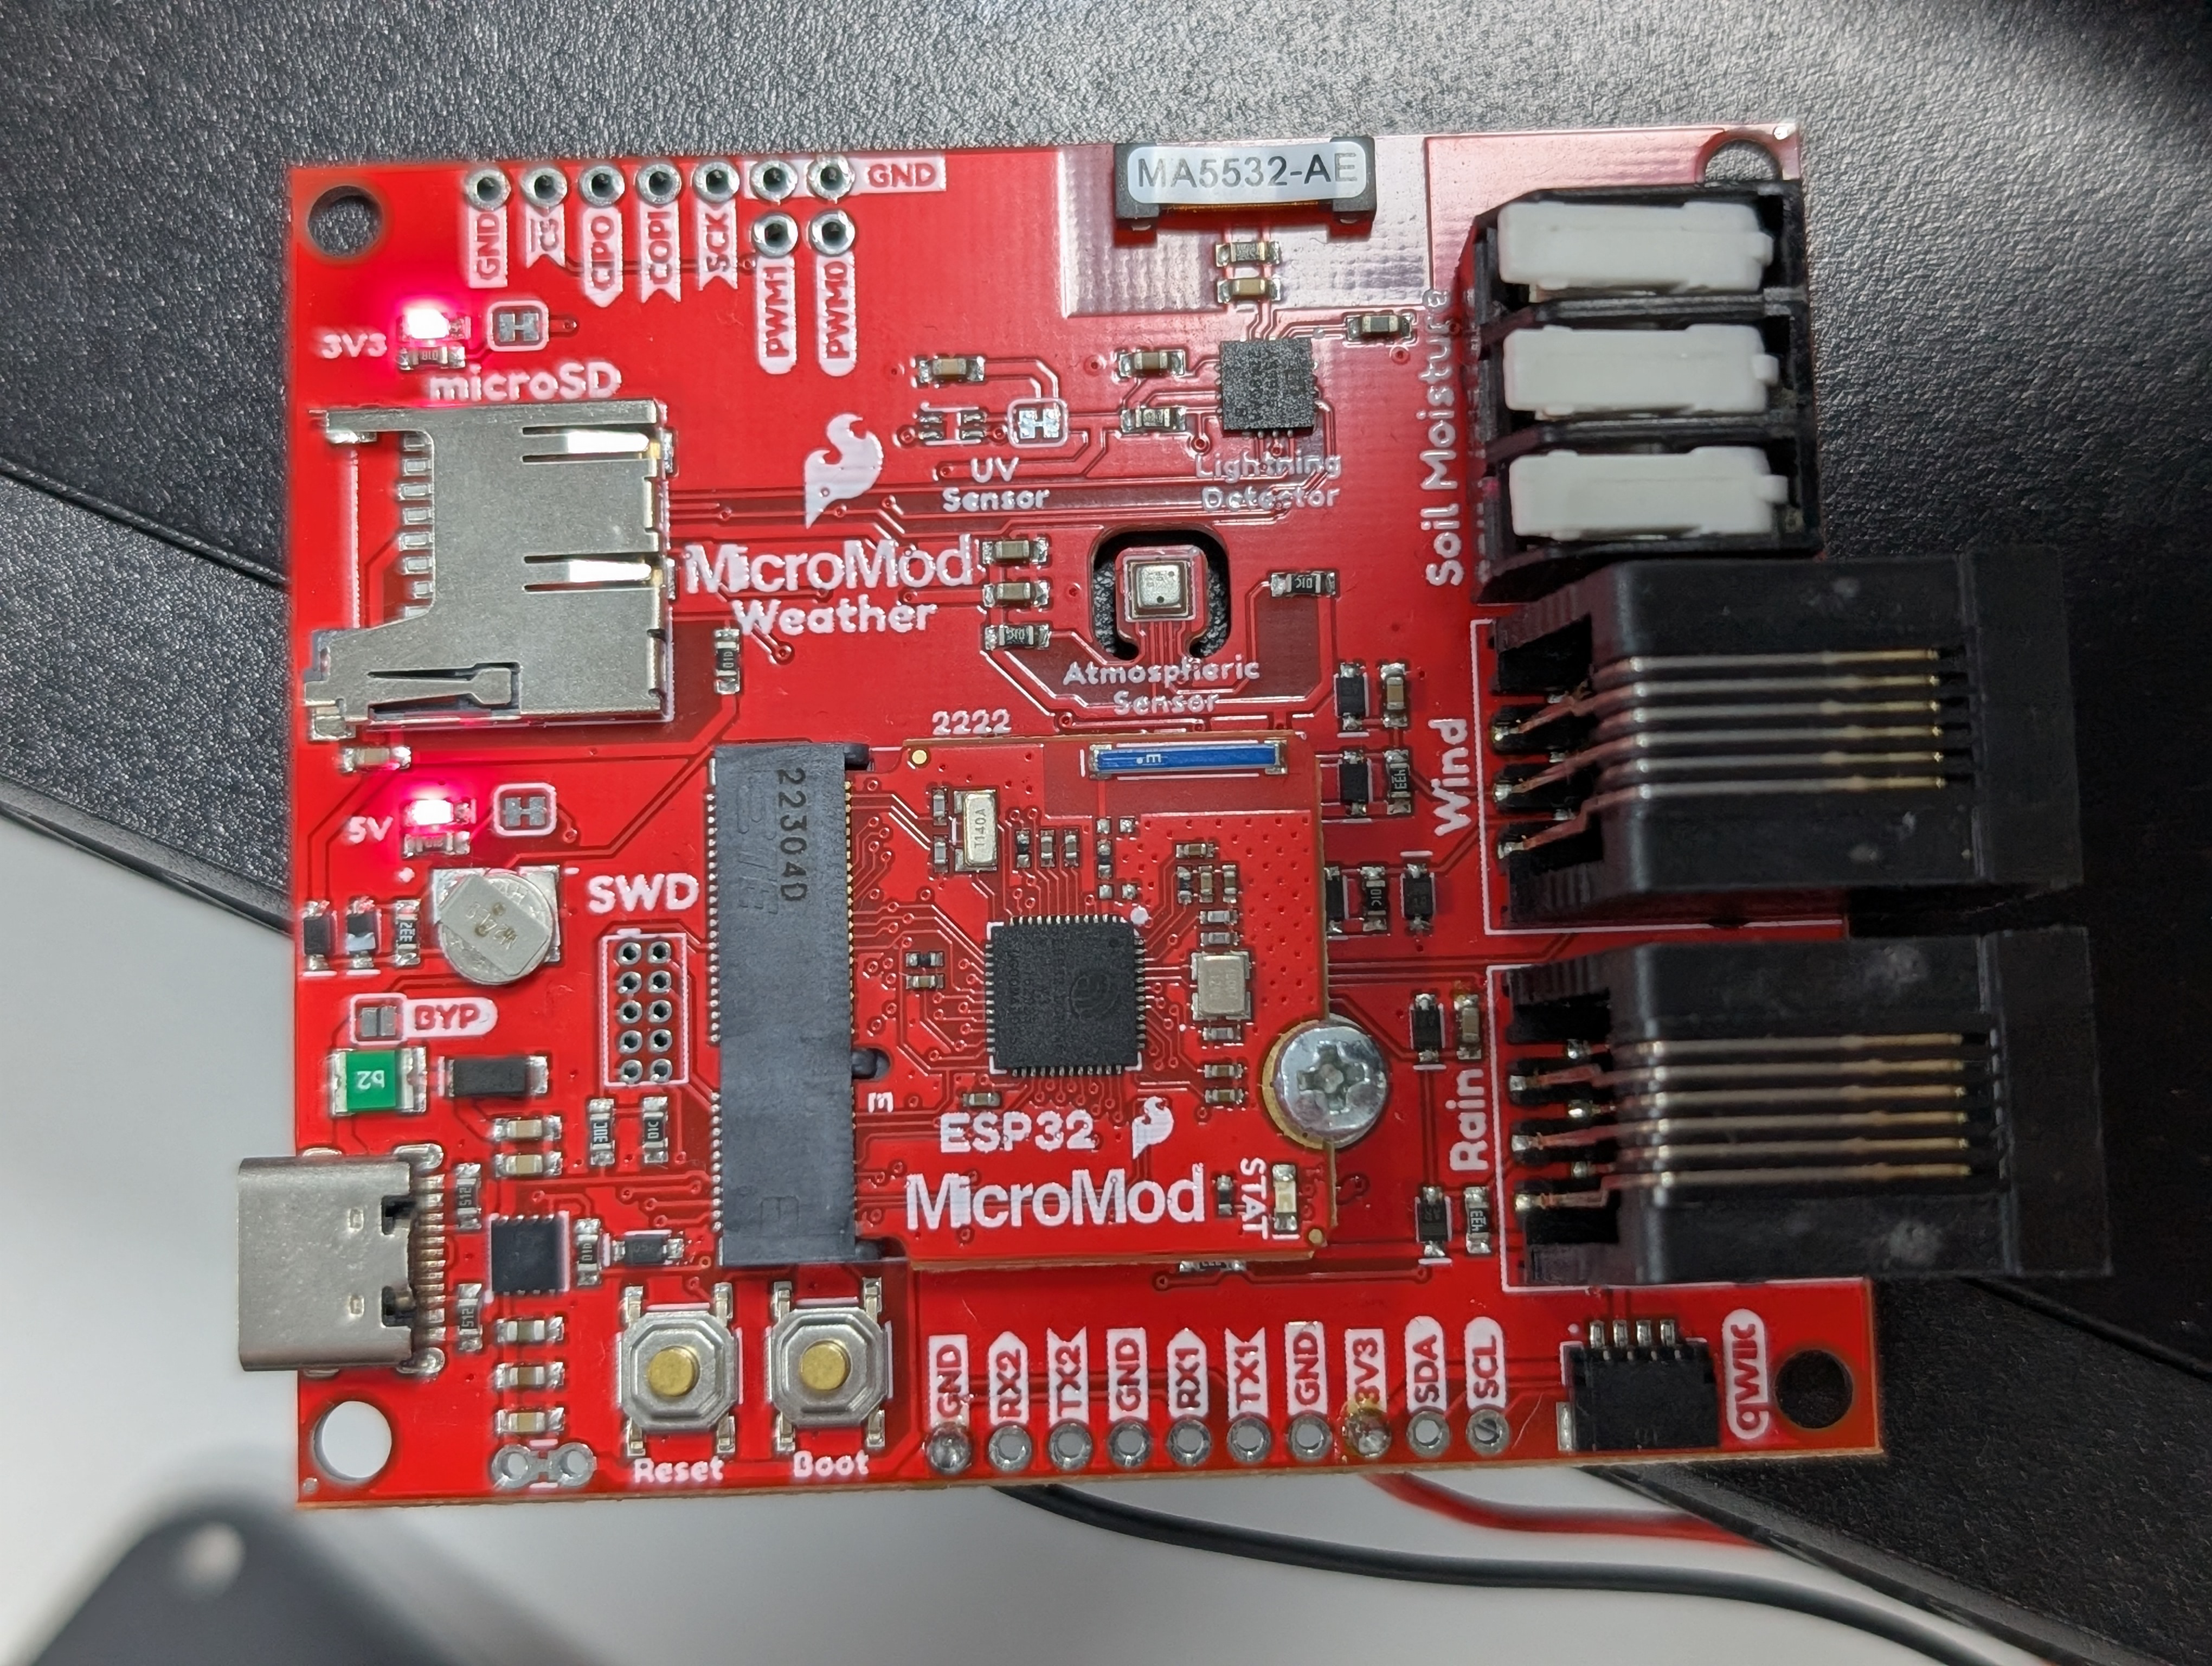 GND
CS
CIPO
COPI
SCK
PWM1
PWM0
GND
MA5532-AE
3V3
microSD
UV
Sensor
Lightning
Detector
Soil Moisture
MicroMod
Weather
Atmospheric
Sensor
2222
Wind
5V
SWD
22304D
T140A
BYP
b2
E
ESP32
MicroMod
STAT
Rain
Reset
Boot
GND
RX2
TX2
GND
RX1
TX1
GND
3V3
SDA
SCL
qwiic